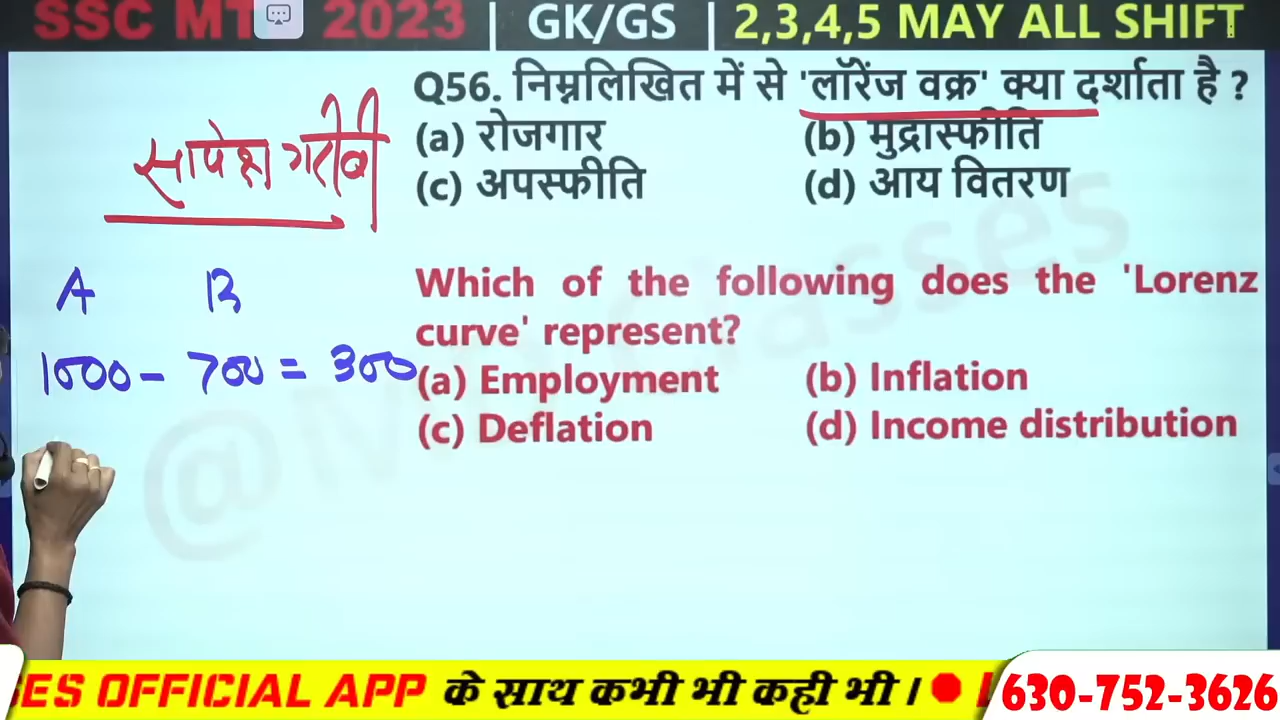 SSC MT 2023 | GK/GS | 2,3,4,5 MAY ALL SHIFT
Q56. निम्नलिखित में से 'लॉरेंज वक्र' क्या दर्शाता है ?
(a) रोजगार (b) मुद्रास्फीति
(c) अपस्फीति (d) आय वितरण
सापेक्ष गरीबी
Which of the following does the 'Lorenz
curve' represent?
(a) Employment (b) Inflation
(c) Deflation (d) Income distribution
A B
1000 - 700 = 300
Classes
ES OFFICIAL APP के साथ कभी भी कही भी ।
630-752-3626